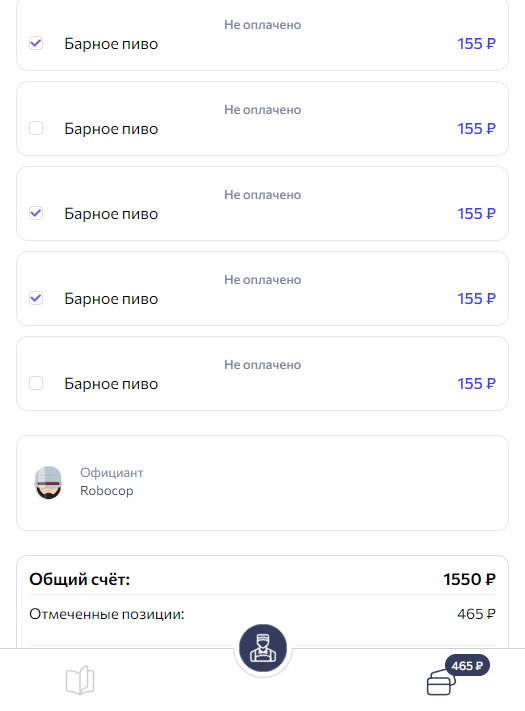 Не оплачено
Барное пиво 155 ₽
Не оплачено
Барное пиво 155 ₽
Не оплачено
Барное пиво 155 ₽
Не оплачено
Барное пиво 155 ₽
Не оплачено
Барное пиво 155 ₽
Официант
Robocop
Общий счёт: 1550 ₽
Отмеченные позиции: 465 ₽
465 ₽